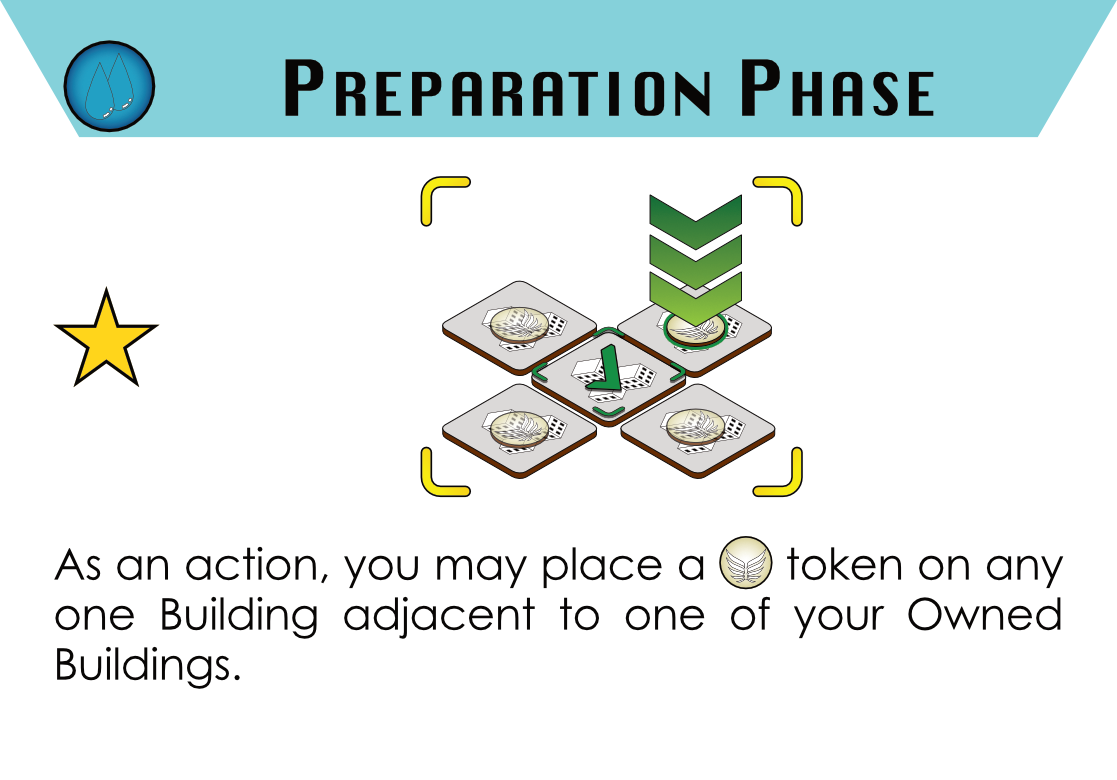 PREPARATION PHASE
As an action, you may place a token on any
one Building adjacent to one of your Owned
Buildings.